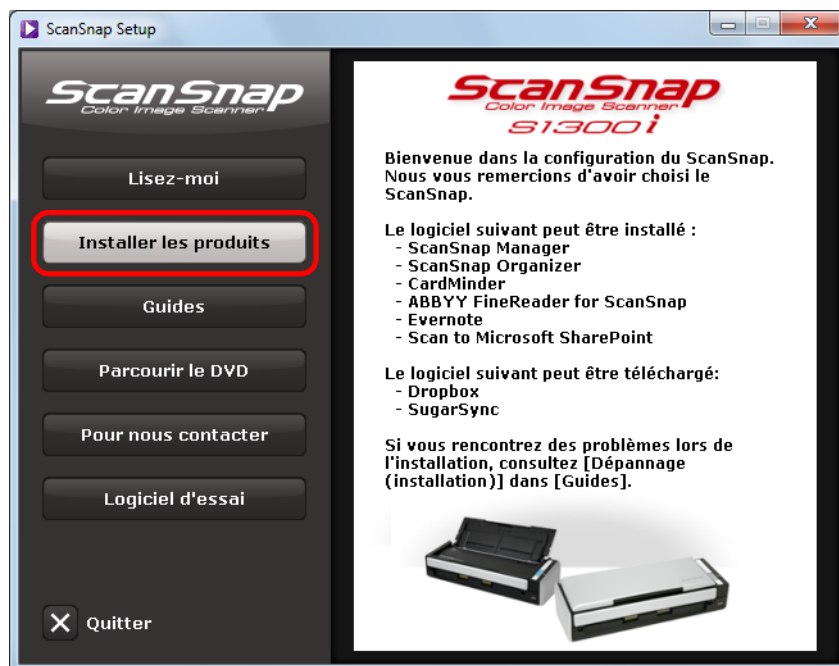 ScanSnap Setup
ScanSnap
Color Image Scanner
Lisez-moi
Installer les produits
Guides
Parcourir le DVD
Pour nous contacter
Logiciel d'essai
Quitter
ScanSnap
Color Image Scanner
S1300i
Bienvenue dans la configuration du ScanSnap.
Nous vous remercions d'avoir choisi le
ScanSnap.
Le logiciel suivant peut être installé :
- ScanSnap Manager
- ScanSnap Organizer
- CardMinder
- ABBYY FineReader for ScanSnap
- Evernote
- Scan to Microsoft SharePoint
Le logiciel suivant peut être téléchargé:
- Dropbox
- SugarSync
Si vous rencontrez des problèmes lors de
l'installation, consultez [Dépannage
(installation)] dans [Guides].